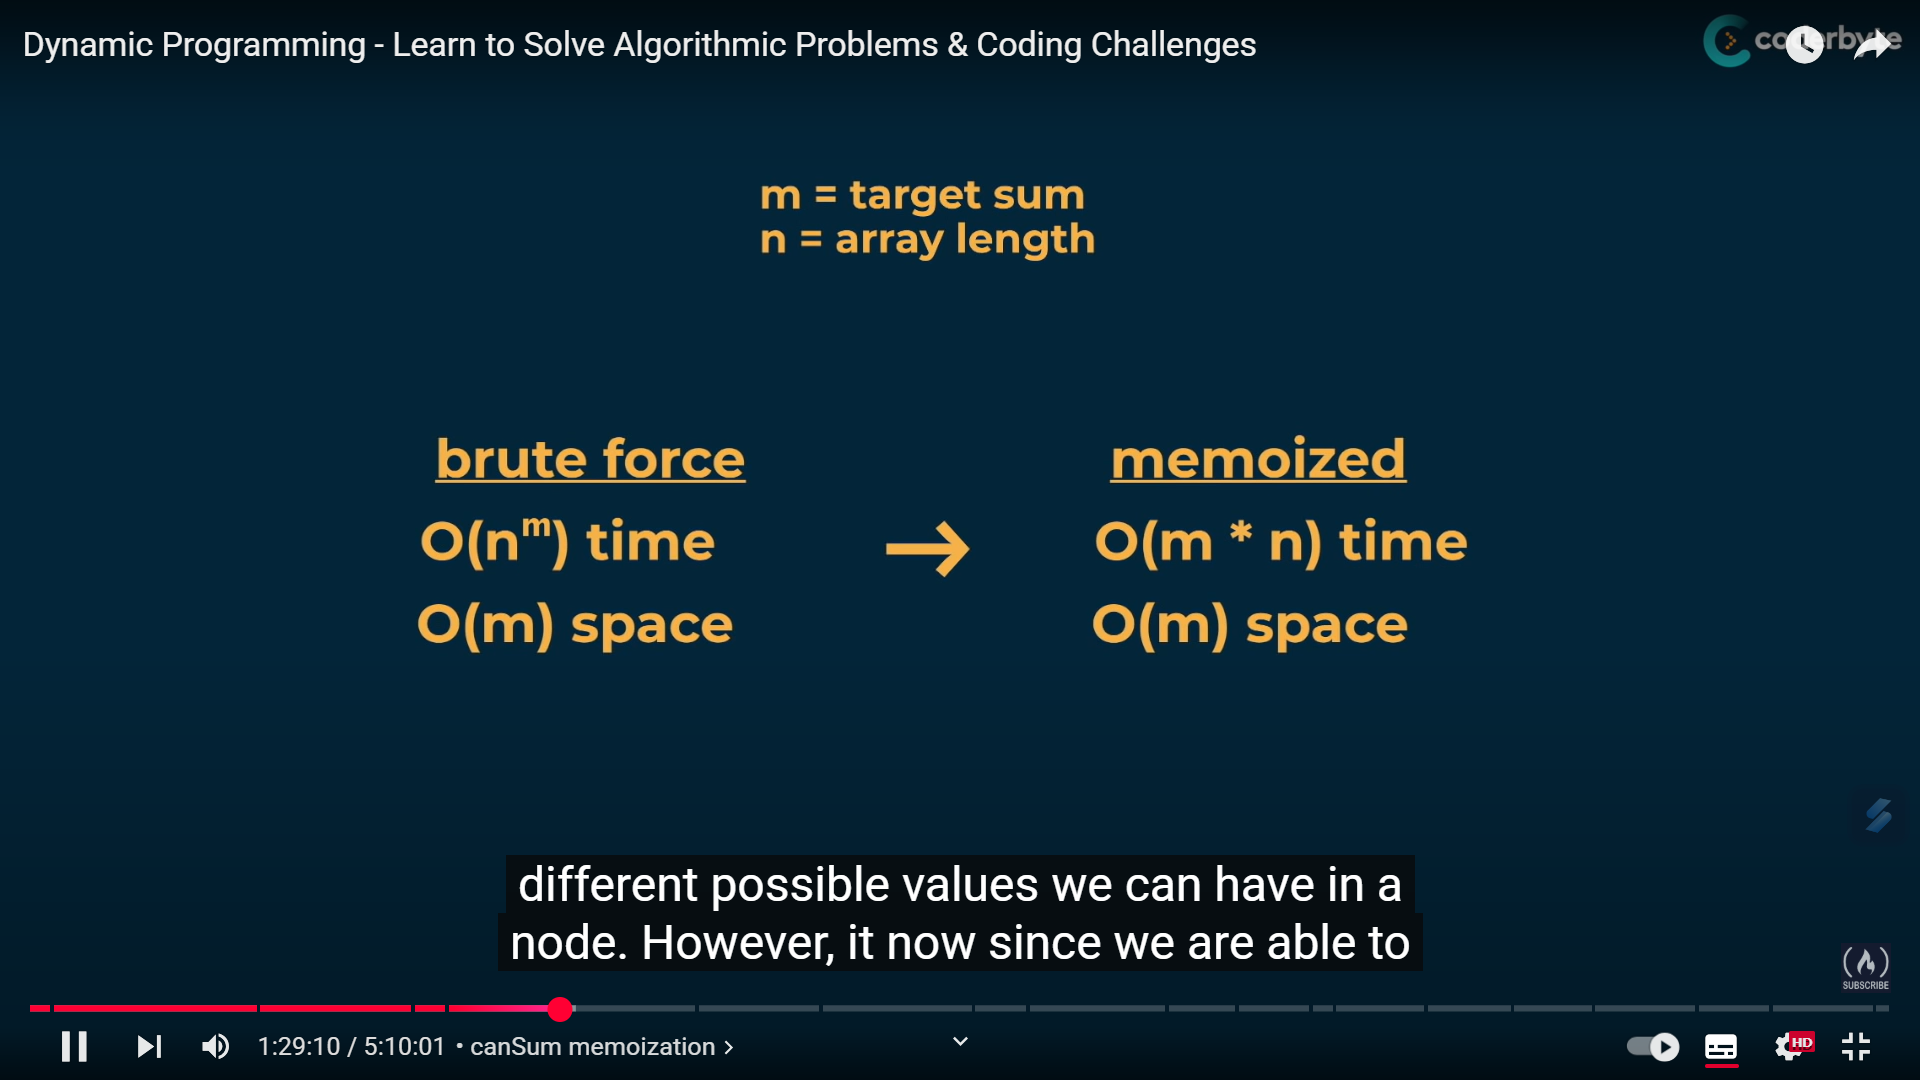 Dynamic Programming - Learn to Solve Algorithmic Problems & Coding Challenges
m = target sum
n = array length
brute force
O(nᵐ) time
O(m) space
→
memoized
O(m * n) time
O(m) space
different possible values we can have in a
node. However, it now since we are able to
SUBSCRIBE
1:29:10 / 5:10:01 • canSum memoization >
HD